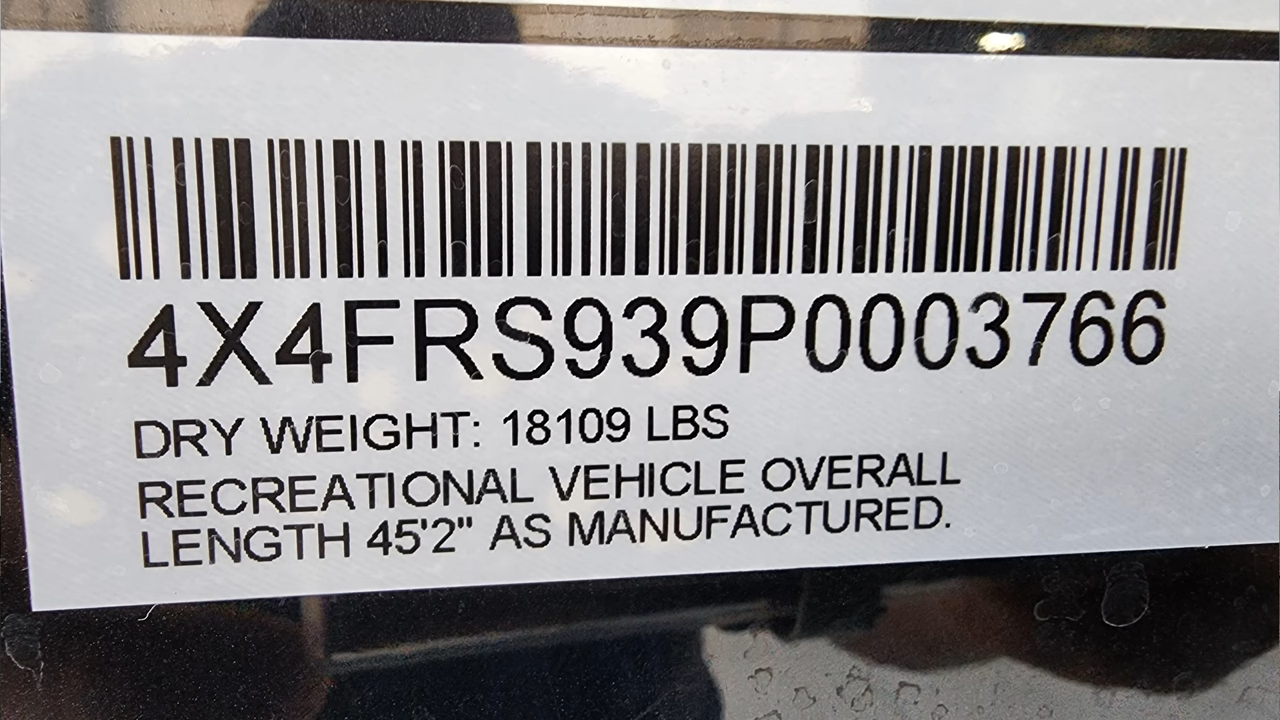 4X4FRS939P0003766
DRY WEIGHT: 18109 LBS
RECREATIONAL VEHICLE OVERALL
LENGTH 45'2" AS MANUFACTURED.